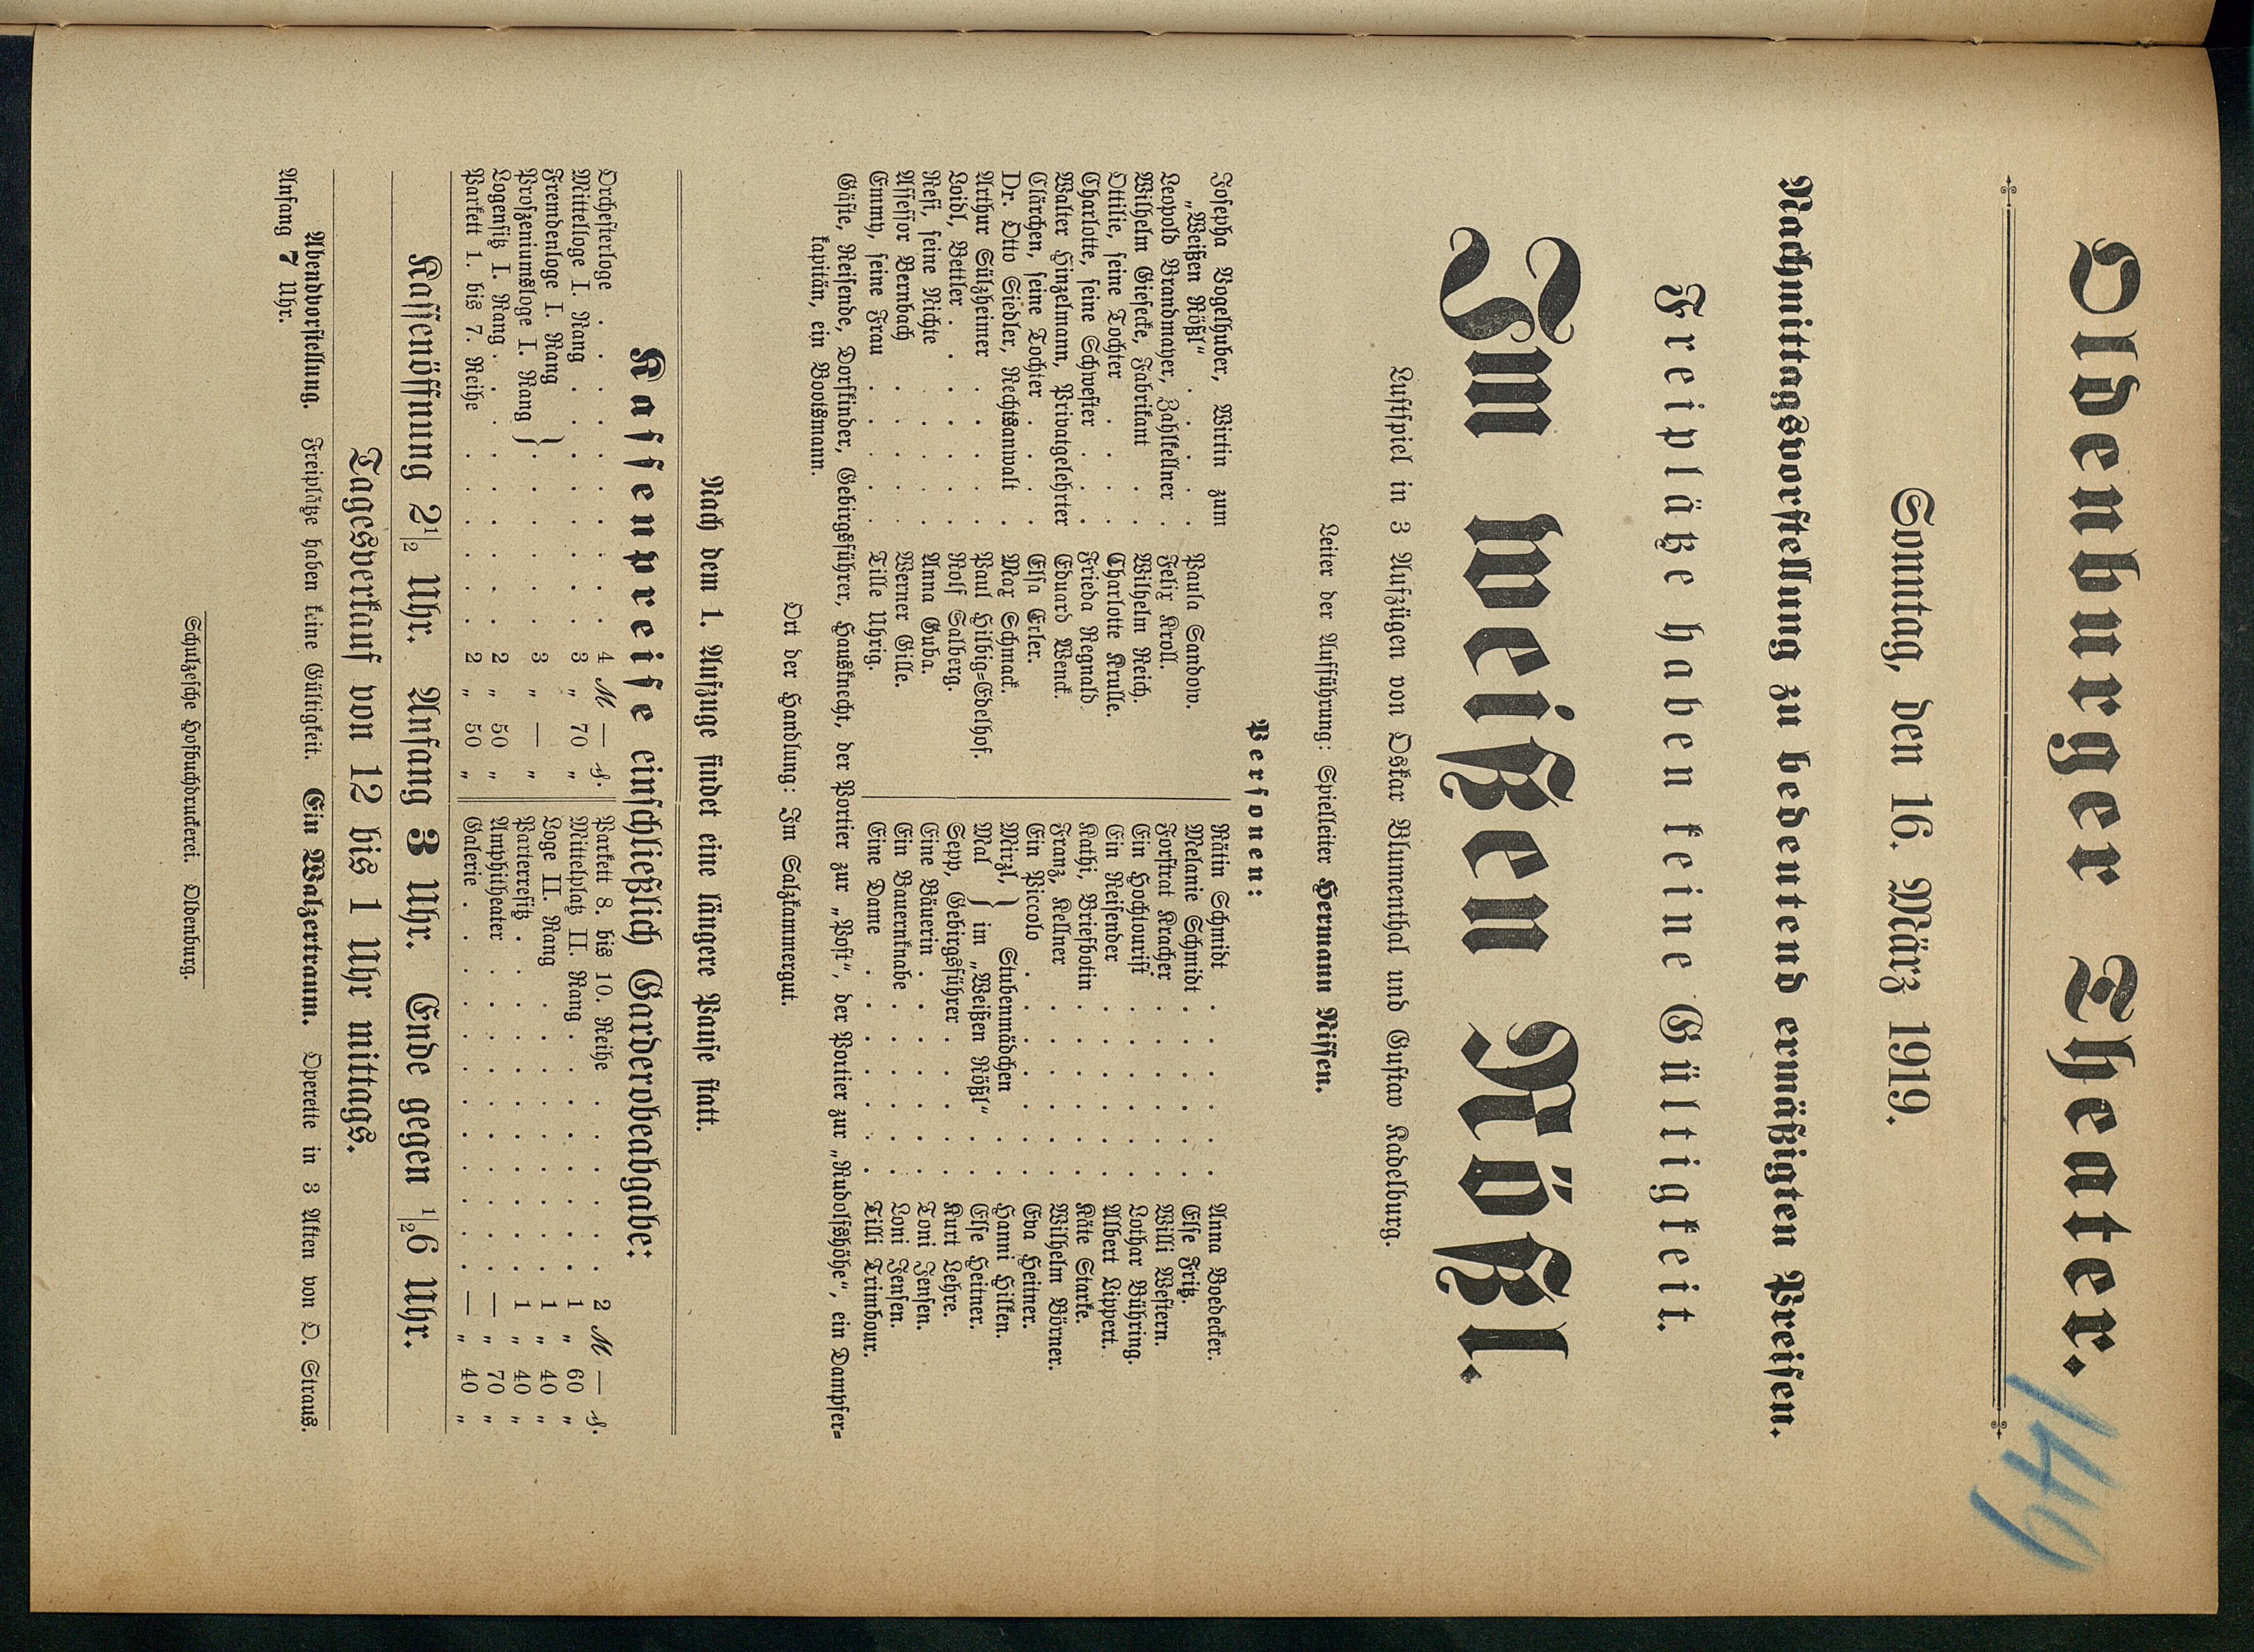 149
Oldenburger Theater.
Sonntag, den 16. März 1919.
Nachmittagsvorstellung zu bedeutend ermäßigten Preisen.
Freiplätze haben keine Gültigkeit.
Im weißen Rößl.
Lustspiel in 3 Aufzügen von Oskar Blumenthal und Gustav Kadelburg.
Leiter der Aufführung: Spielleiter Hermann Nissen.
Personen:
Josepha Vogelhuber, Wirtin zum
„Weißen Rößl“ . . . . . Paula Sandow.
Leopold Brandmayer, Zahlkellner . Felix Kroll.
Wilhelm Giesecke, Fabrikant . . Wilhelm Reich.
Ottilie, seine Tochter . . . . Charlotte Krulle.
Charlotte, seine Schwester . . . Frieda Regnald.
Walter Hinzelmann, Privatgelehrter Eduard Wenck.
Clärchen, seine Tochter . . . . Elsa Erler.
Dr. Otto Siedler, Rechtsanwalt . Max Schmack.
Arthur Sülzheimer . . . . . Paul Hilbig=Edelhof.
Loidl, Bettler . . . . . . . Rolf Salberg.
Resi, seine Nichte . . . . . Anna Guba.
Assessor Bernbach . . . . . Werner Gille.
Emmy, seine Frau . . . . . Tille Uhrig.
Rätin Schmidt . . . . . . Anna Boedecker.
Melanie Schmidt . . . . . . Else Fritz.
Forstrat Kracher . . . . . . Willi Western.
Ein Hochtourist . . . . . . Lothar Bühring.
Ein Reisender . . . . . . Albert Lippert.
Kathi, Briefbotin . . . . . . Käte Starke.
Franz, Kellner . . . . . . Wilhelm Börner.
Ein Piccolo . . . . . . . Eva Heitner.
Mirzl, } Stubenmädchen . . Hanni Hilken.
Mal } im „Weißen Rößl“ . . Else Heitner.
Sepp, Gebirgsführer . . . . . Kurt Lehre.
Eine Bäuerin . . . . . . . Toni Jensen.
Ein Bauernknabe . . . . . . Loni Jensen.
Eine Dame . . . . . . . Tilli Trimbour.
Gäste, Reisende, Dorfkinder, Gebirgsführer, Hausknecht, der Portier zur „Post“, der Portier zur „Rudolfshöhe“, ein Dampfer=
kapitän, ein Bootsmann.
Ort der Handlung: Im Salzkammergut.
Nach dem 1. Aufzuge findet eine längere Pause statt.
Kassenpreise einschließlich Garderobeabgabe:
Orchesterloge . . . . . . . . 4 M — ₰.
Mittelloge I. Rang . . . . . . . 3 „ 70 „
Fremdenloge I. Rang }
Proszeniumsloge I. Rang } . . . . . 3 „ — „
Logensitz I. Rang . . . . . . . 2 „ 50 „
Parkett 1. bis 7. Reihe . . . . . . 2 „ 50 „
Parkett 8. bis 10. Reihe . . . . . . 2 M — ₰.
Mittelplatz II. Rang . . . . . . . 1 „ 60 „
Loge II. Rang . . . . . . . . 1 „ 40 „
Parterresitz . . . . . . . . . 1 „ 40 „
Amphitheater . . . . . . . . — „ 70 „
Galerie . . . . . . . . . . — „ 40 „
Kassenöffnung 2½ Uhr. Anfang 3 Uhr. Ende gegen ½6 Uhr.
Tagesverkauf von 12 bis 1 Uhr mittags.
Abendvorstellung. Freiplätze haben keine Gültigkeit. Ein Walzertraum. Operette in 3 Akten von O. Straus.
Anfang 7 Uhr.
Schulzesche Hofbuchdruckerei. Oldenburg.